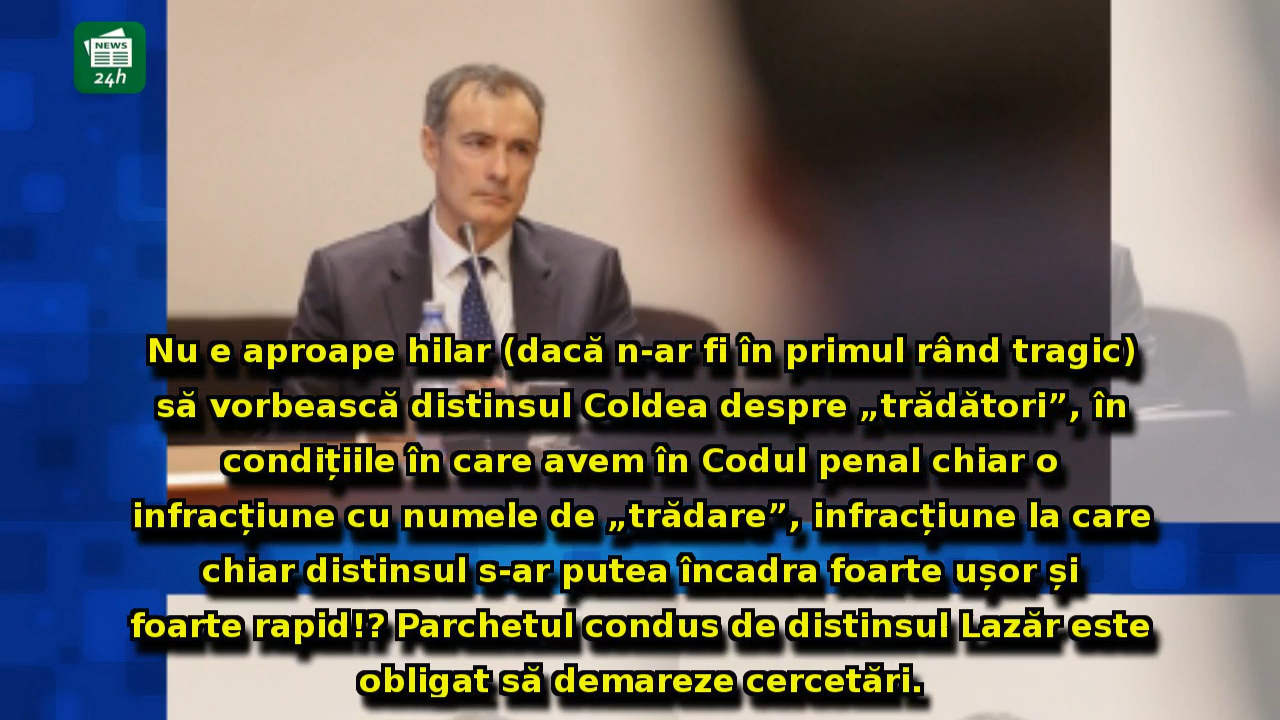 NEWS
24h
Nu e aproape hilar (dacă n-ar fi în primul rând tragic)
să vorbească distinsul Coldea despre „trădători”, în
condițiile în care avem în Codul penal chiar o
infracțiune cu numele de „trădare”, infracțiune la care
chiar distinsul s-ar putea încadra foarte ușor și
foarte rapid!? Parchetul condus de distinsul Lazăr este
obligat să demareze cercetări.